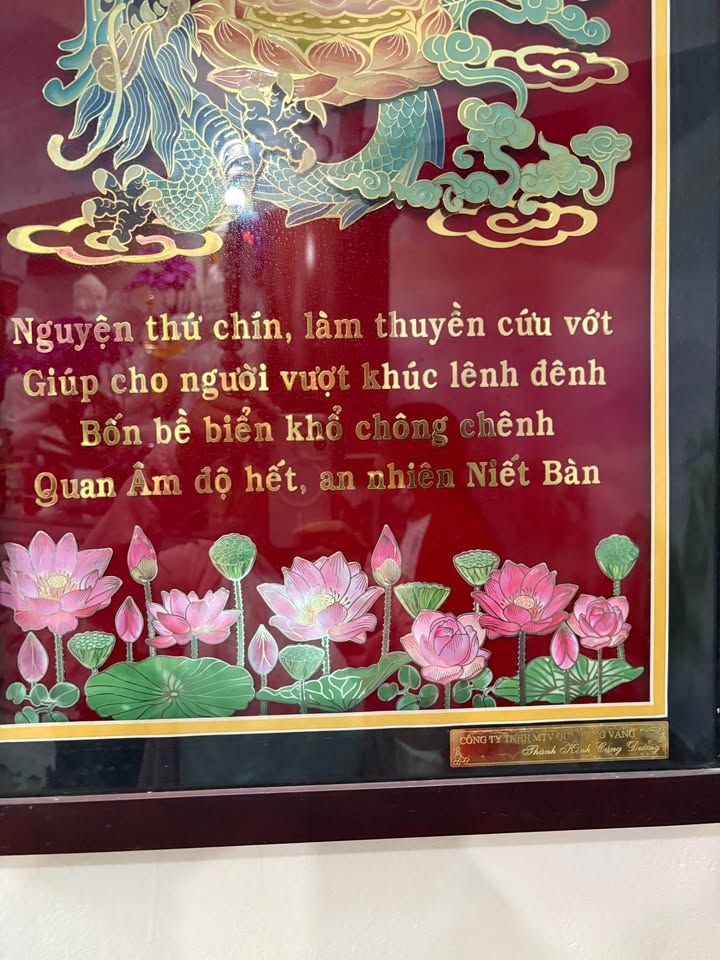 Nguyện thứ chín, làm thuyền cứu vớt
Giúp cho người vượt khúc lênh đênh
Bốn bề biển khổ chông chênh
Quan Âm độ hết, an nhiên Niết Bàn
CÔNG TY TNHH MTV VÀNG
Thành Kính Cúng Dường